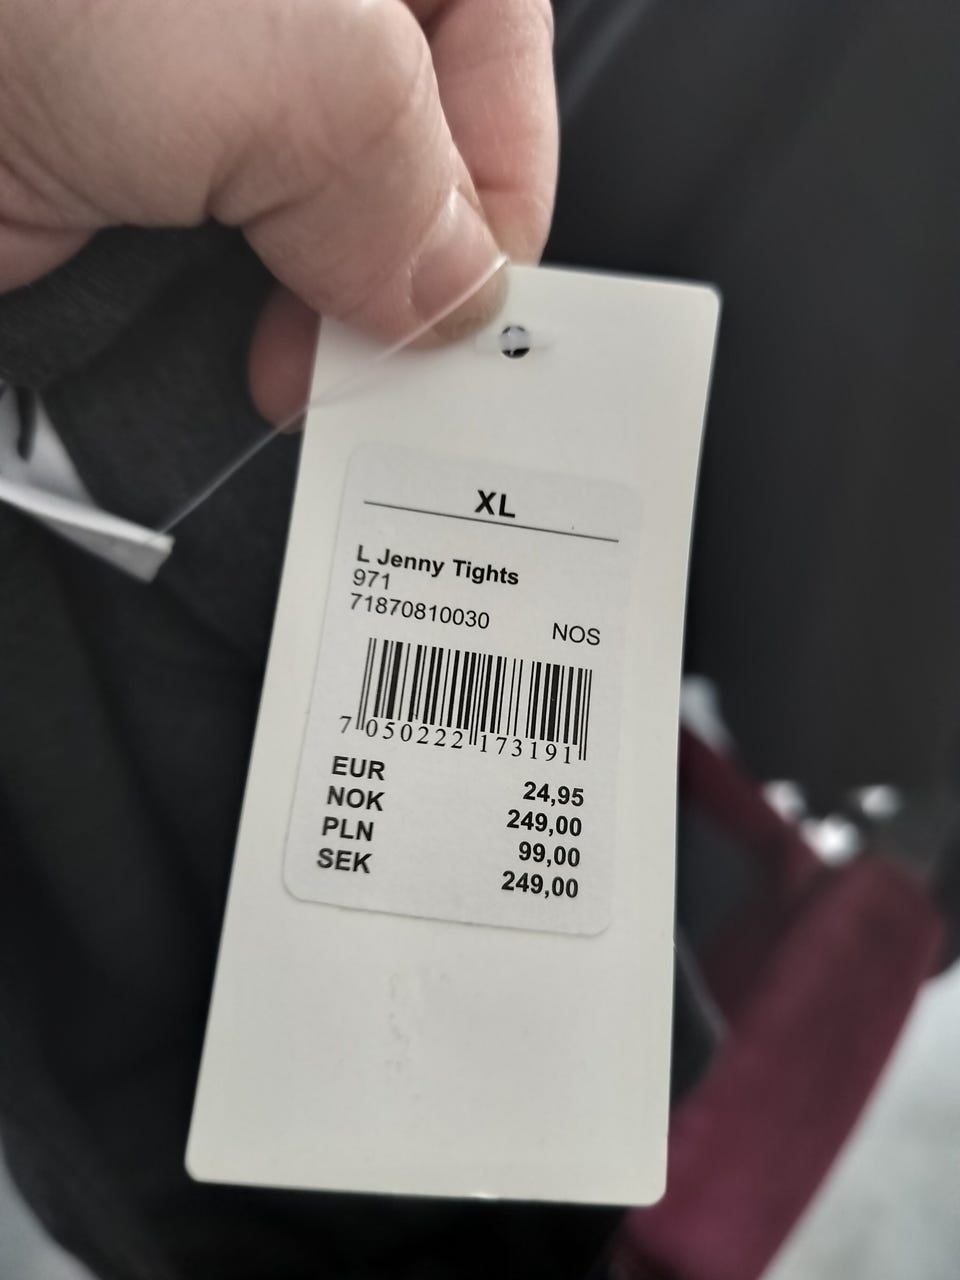 XL
L Jenny Tights
971
71870810030 NOS
7 050222 173191
EUR 24,95
NOK 249,00
PLN 99,00
SEK 249,00